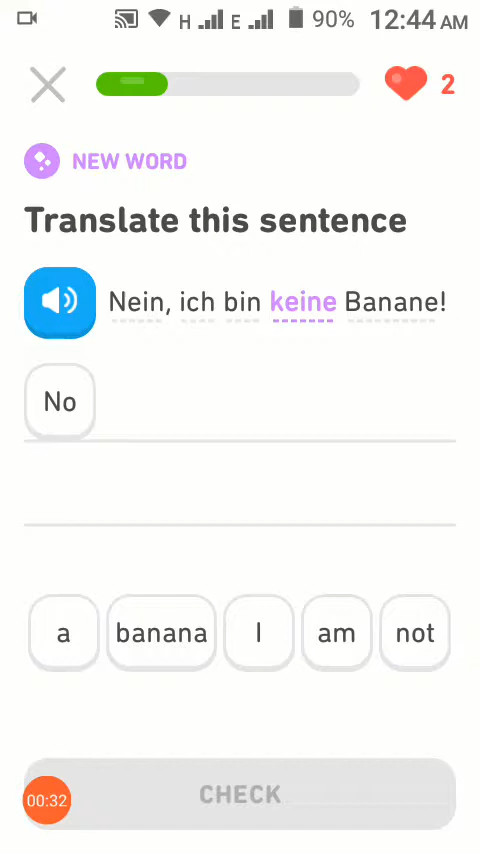 H E 90% 12:44 AM
2
NEW WORD
Translate this sentence
Nein, ich bin keine Banane!
No
a banana I am not
CHECK
00:32